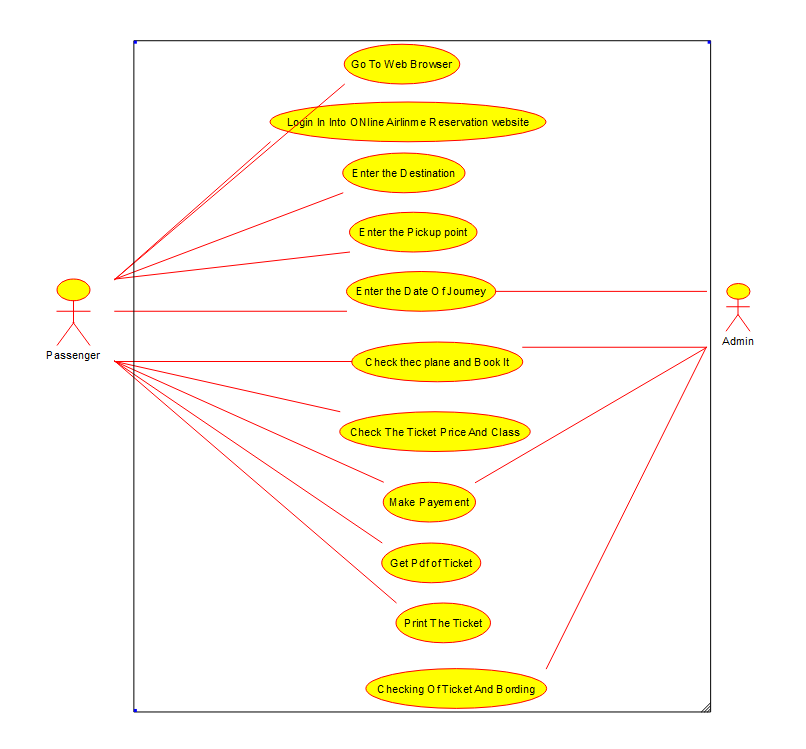 Go To Web Browser
Login In Into ONline Airlinme Reservation website
Enter the Destination
Enter the Pickup point
Enter the Date Of Journey
Passenger
Admin
Check thec plane and Book It
Check The Ticket Price And Class
Make Payement
Get Pdf of Ticket
Print The Ticket
Checking Of Ticket And Bording